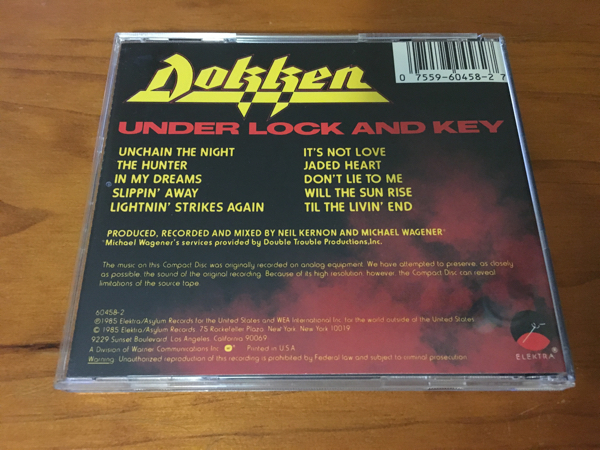 Dokken
0 7559-60458-2 7
UNDER LOCK AND KEY
UNCHAIN THE NIGHT
THE HUNTER
IN MY DREAMS
SLIPPIN' AWAY
LIGHTNIN' STRIKES AGAIN
IT'S NOT LOVE
JADED HEART
DON'T LIE TO ME
WILL THE SUN RISE
TIL THE LIVIN' END
PRODUCED, RECORDED AND MIXED BY NEIL KERNON AND MICHAEL WAGENER*
*Michael Wagener's services provided by Double Trouble Productions,Inc.
The music on this Compact Disc was originally recorded on analog equipment. We have attempted to preserve, as closely
as possible, the sound of the original recording. Because of its high resolution, however, the Compact Disc can reveal
limitations of the source tape.
60458-2
℗1985 Elektra/Asylum Records for the United States and WEA International Inc. for the world outside of the United States.
©1985 Elektra/Asylum Records 75 Rockefeller Plaza, New York, New York 10019
9229 Sunset Boulevard, Los Angeles, California 90069
A Division of Warner Communications Inc. Printed in U.S.A.
Warning: Unauthorized reproduction of this recording is prohibited by Federal law and subject to criminal prosecution.
ELEKTRA